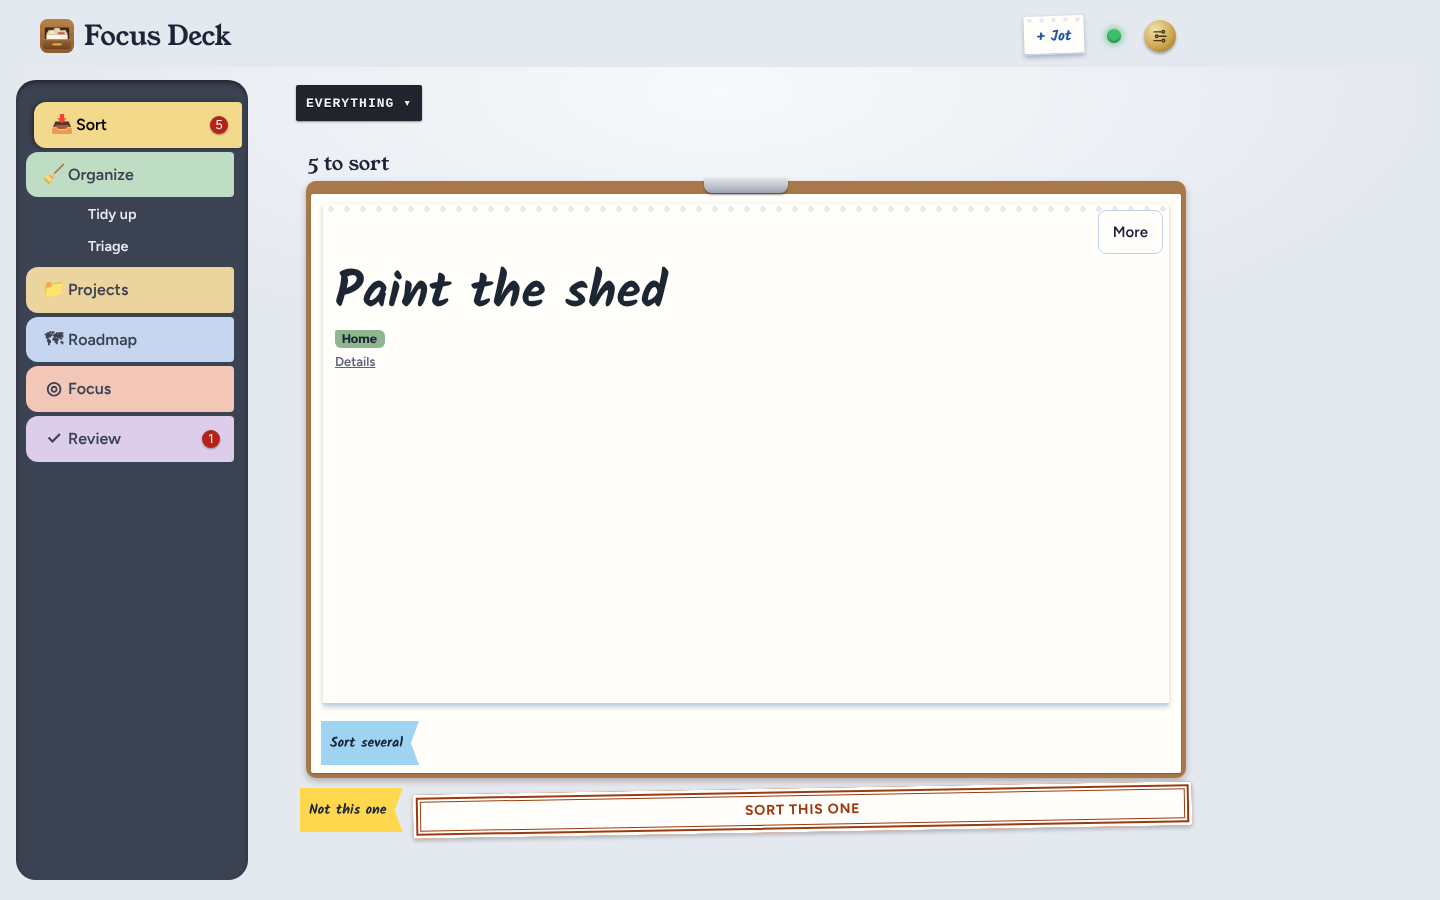 Focus Deck
+ Jot
Sort
5
Organize
Tidy up
Triage
Projects
Roadmap
Focus
Review
1
EVERYTHING ▾
5 to sort
More
Paint the shed
Home
Details
Sort several
Not this one
SORT THIS ONE